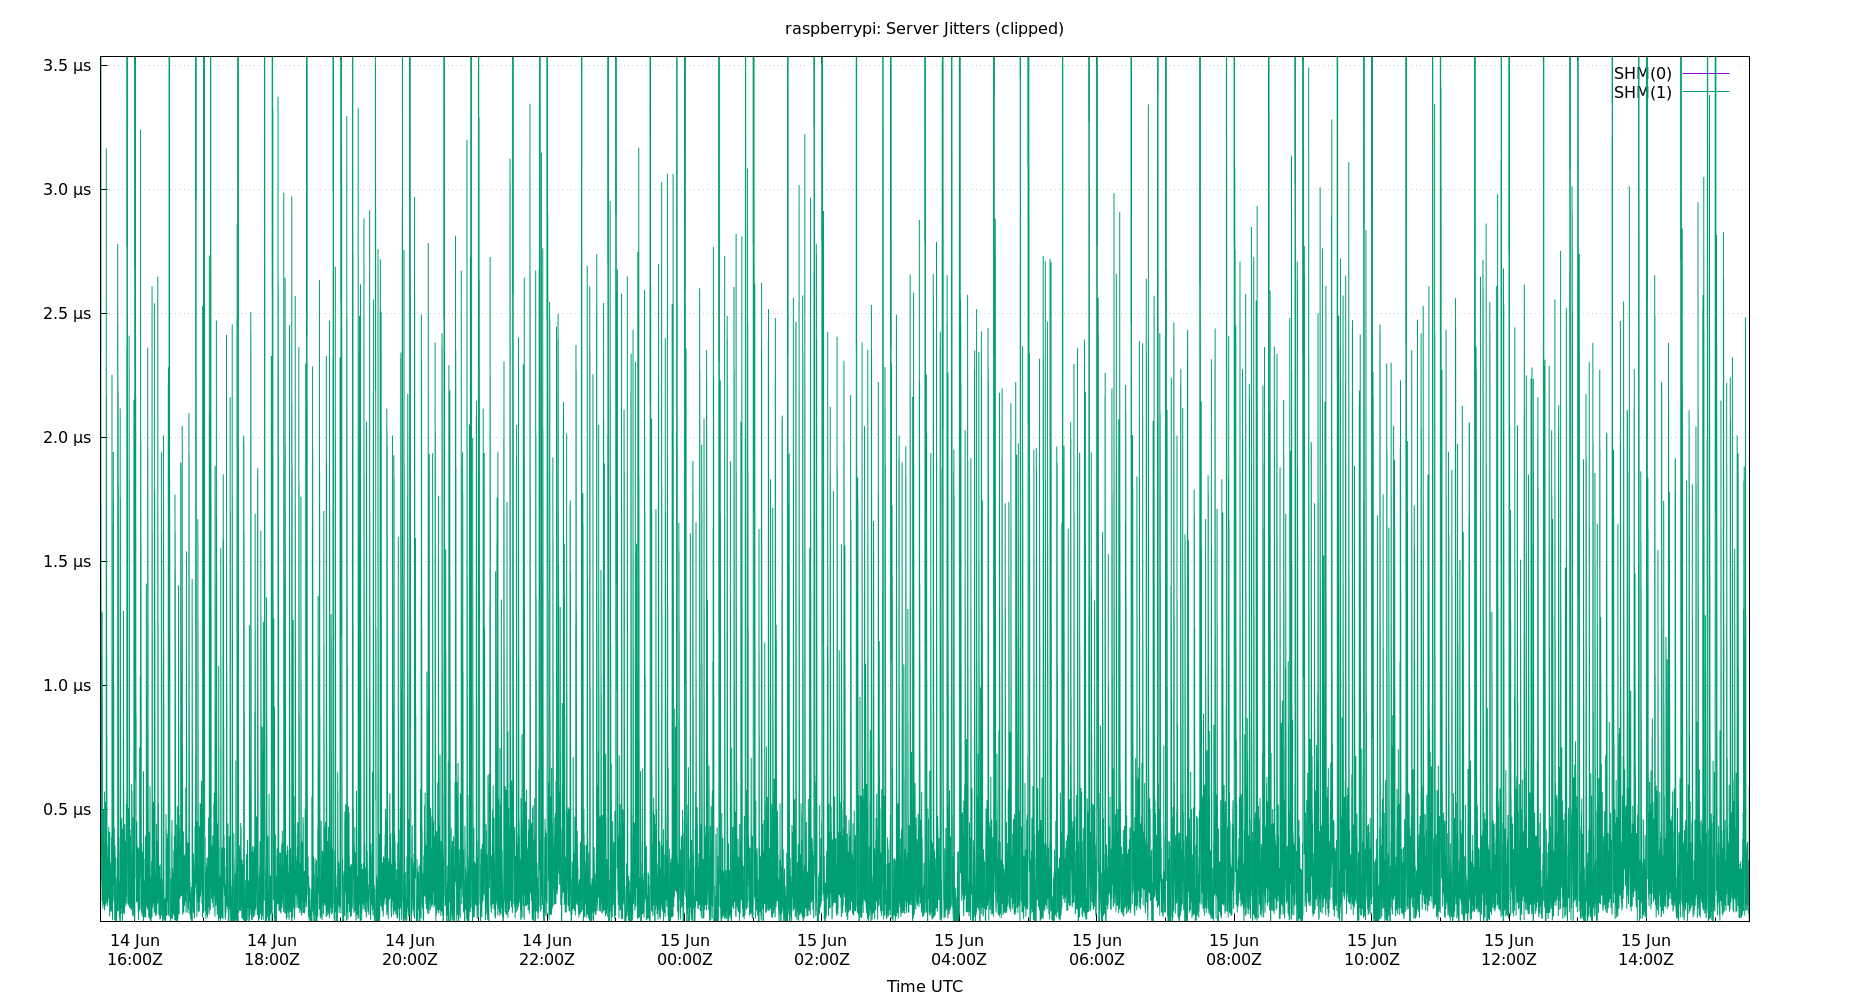 raspberrypi: Server Jitters (clipped)
3.5 µs
3.0 µs
2.5 µs
2.0 µs
1.5 µs
1.0 µs
0.5 µs
SHM(0)
SHM(1)
14 Jun 14 Jun 14 Jun 14 Jun 15 Jun 15 Jun 15 Jun 15 Jun 15 Jun 15 Jun 15 Jun 15 Jun
16:00Z 18:00Z 20:00Z 22:00Z 00:00Z 02:00Z 04:00Z 06:00Z 08:00Z 10:00Z 12:00Z 14:00Z
Time UTC